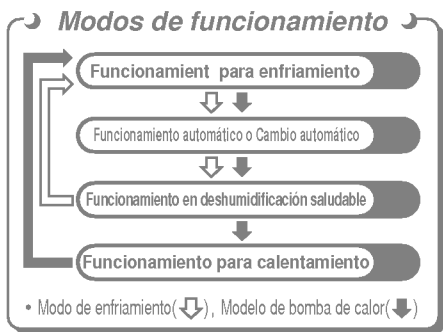 Modos de funcionamiento
Funcionamient para enfriamiento
Funcionamiento automático o Cambio automático
Funcionamiento en deshumidificación saludable
Funcionamiento para calentamiento
• Modo de enfriamiento( ), Modelo de bomba de calor( )